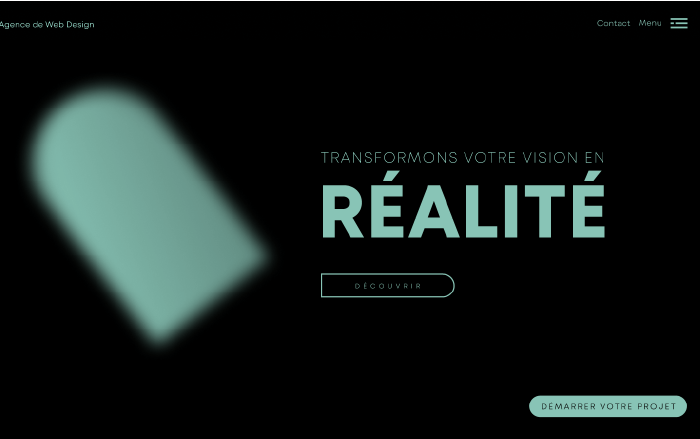 Agence de Web Design
Contact Menu
TRANSFORMONS VOTRE VISION EN
RÉALITÉ
DÉCOUVRIR
DEMARRER VOTRE PROJET